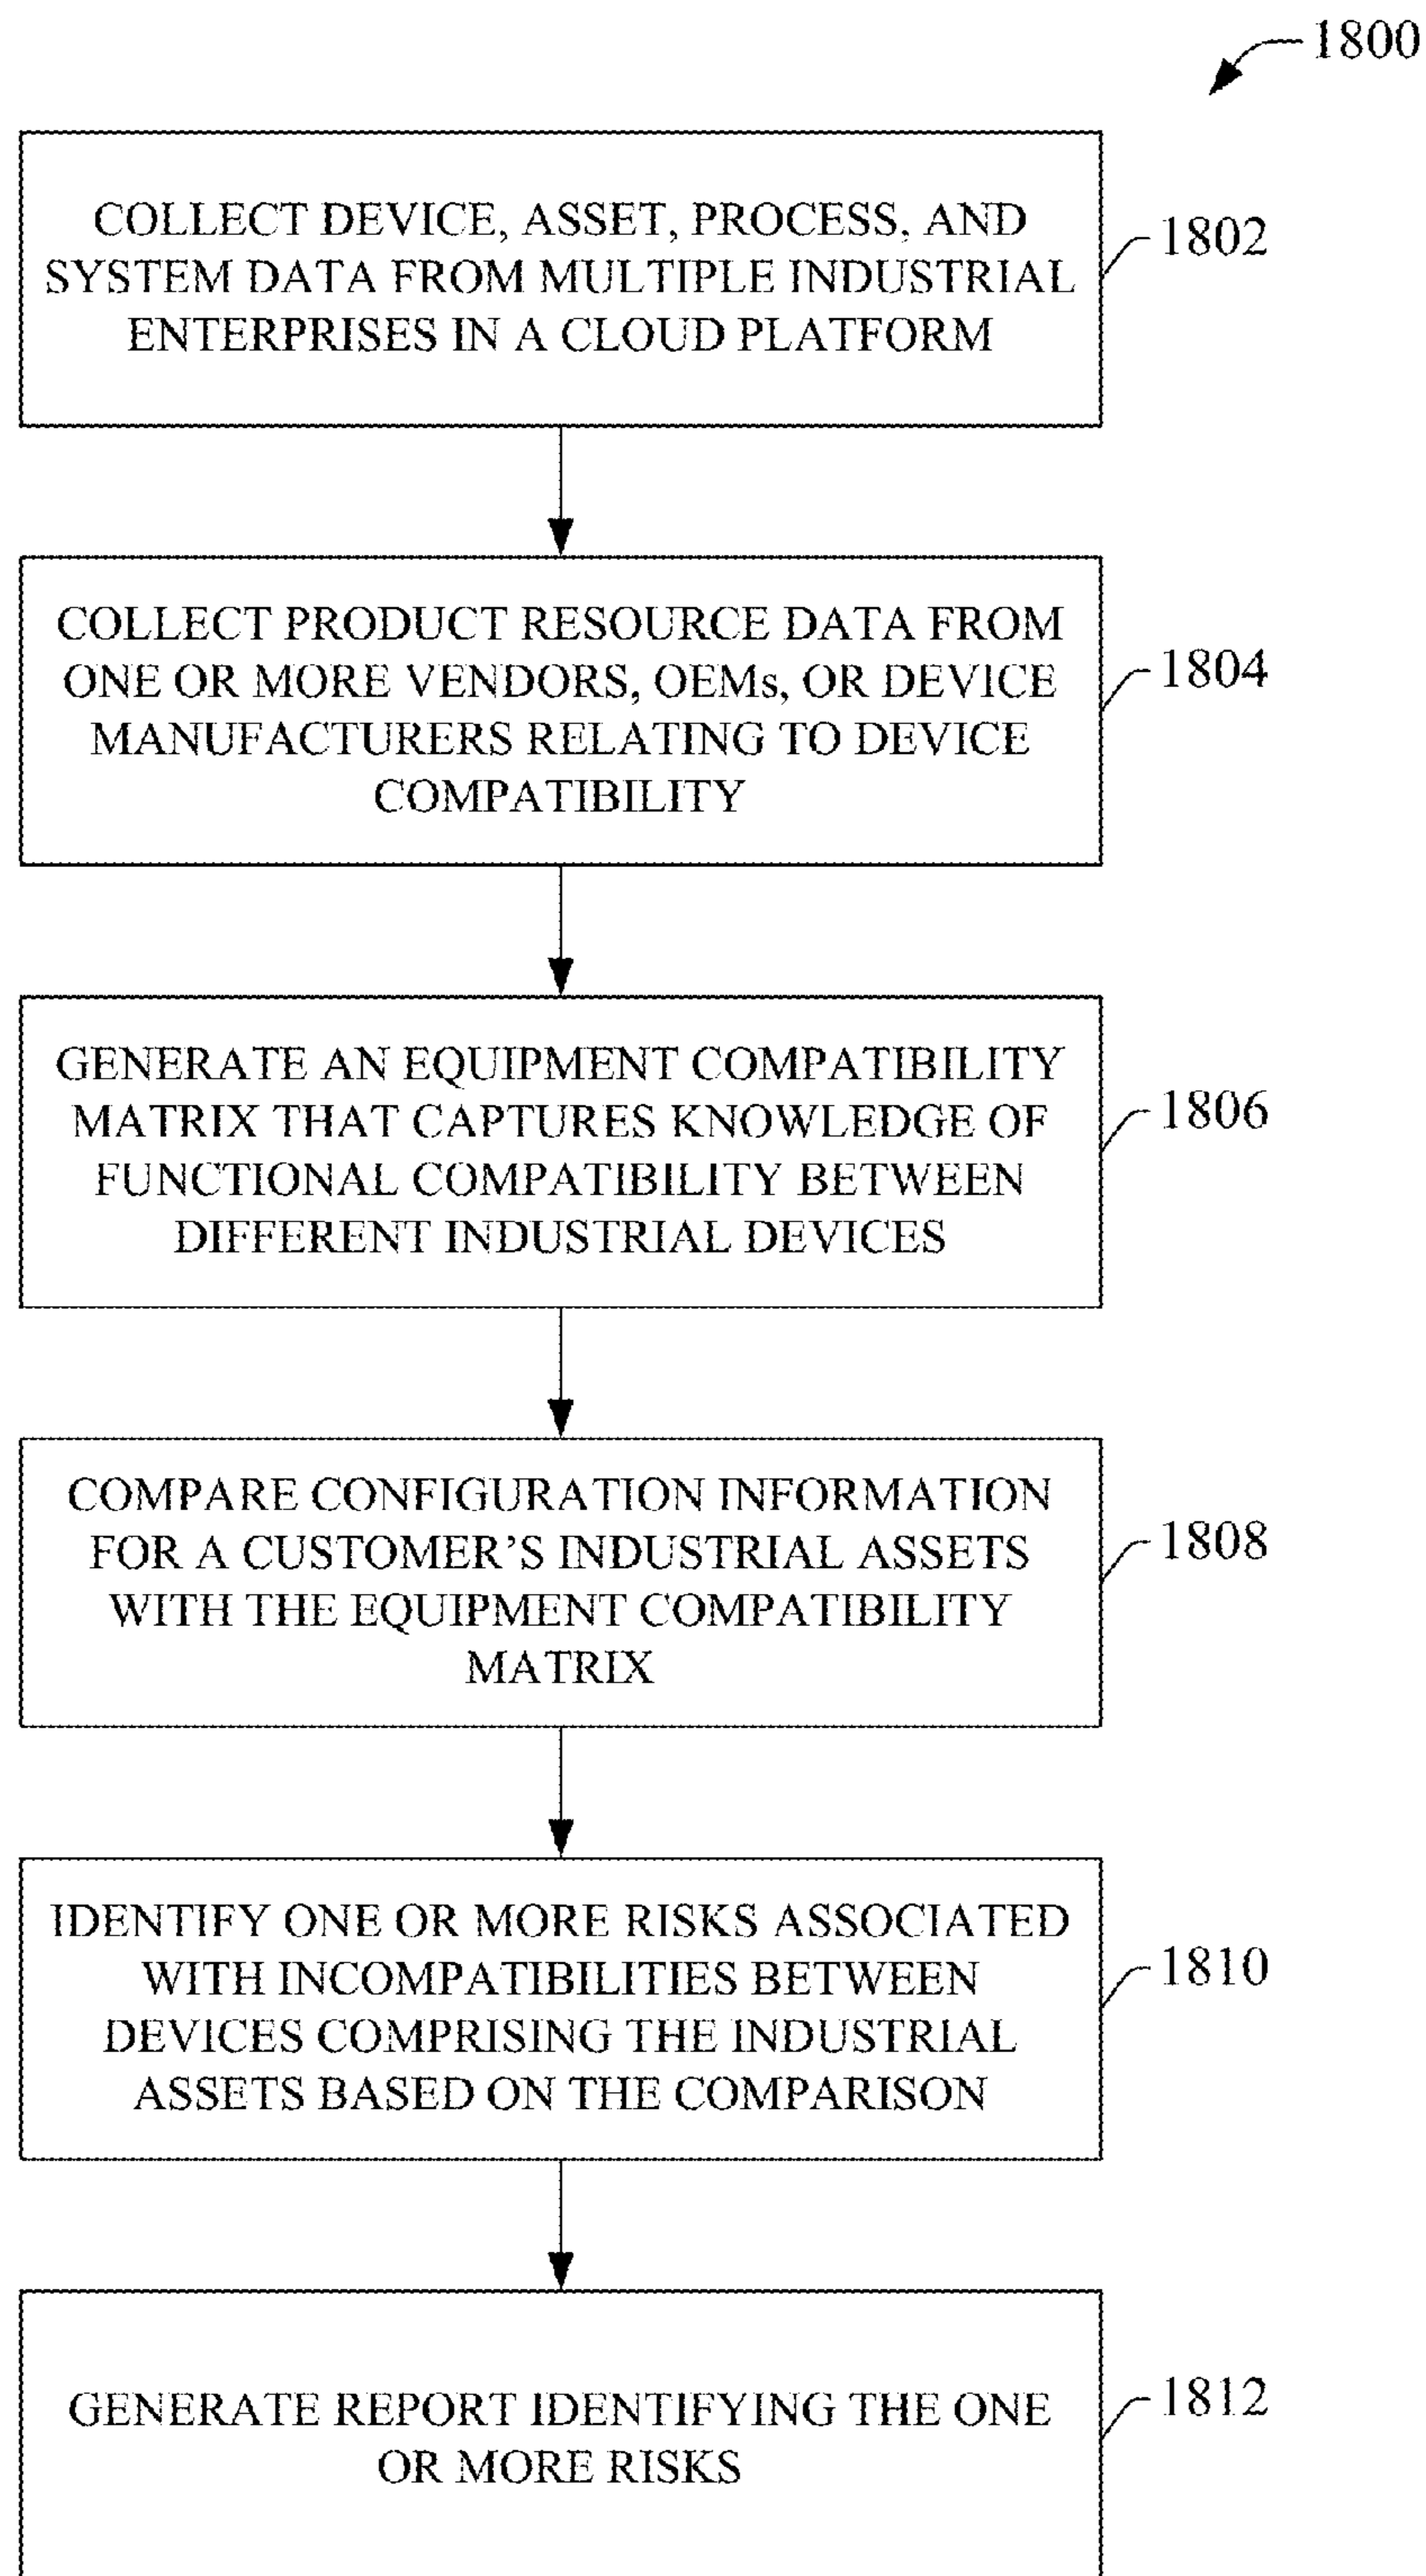 1800
COLLECT DEVICE, ASSET, PROCESS, AND
SYSTEM DATA FROM MULTIPLE INDUSTRIAL
ENTERPRISES IN A CLOUD PLATFORM
1802
COLLECT PRODUCT RESOURCE DATA FROM
ONE OR MORE VENDORS, OEMs, OR DEVICE
MANUFACTURERS RELATING TO DEVICE
COMPATIBILITY
1804
GENERATE AN EQUIPMENT COMPATIBILITY
MATRIX THAT CAPTURES KNOWLEDGE OF
FUNCTIONAL COMPATIBILITY BETWEEN
DIFFERENT INDUSTRIAL DEVICES
1806
COMPARE CONFIGURATION INFORMATION
FOR A CUSTOMER’S INDUSTRIAL ASSETS
WITH THE EQUIPMENT COMPATIBILITY
MATRIX
1808
IDENTIFY ONE OR MORE RISKS ASSOCIATED
WITH INCOMPATIBILITIES BETWEEN
DEVICES COMPRISING THE INDUSTRIAL
ASSETS BASED ON THE COMPARISON
1810
GENERATE REPORT IDENTIFYING THE ONE
OR MORE RISKS
1812